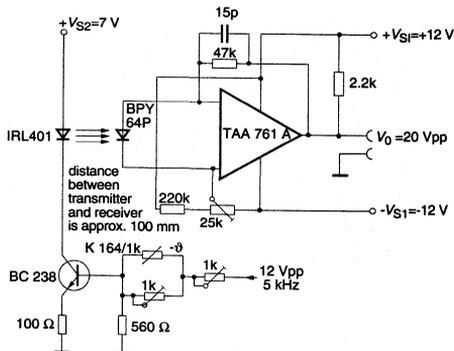 15p
+VS2=7 V
+VSI=+12 V
47k
2.2k
BPY
64P
TAA 761 A
IRL401
V0=20 Vpp
distance
between
transmitter
and receiver
is approx. 100 mm
220k
25k
-VS1=-12 V
K 164/1k
-ϑ
1k
12 Vpp
5 kHz
BC 238
1k
100 Ω
560 Ω